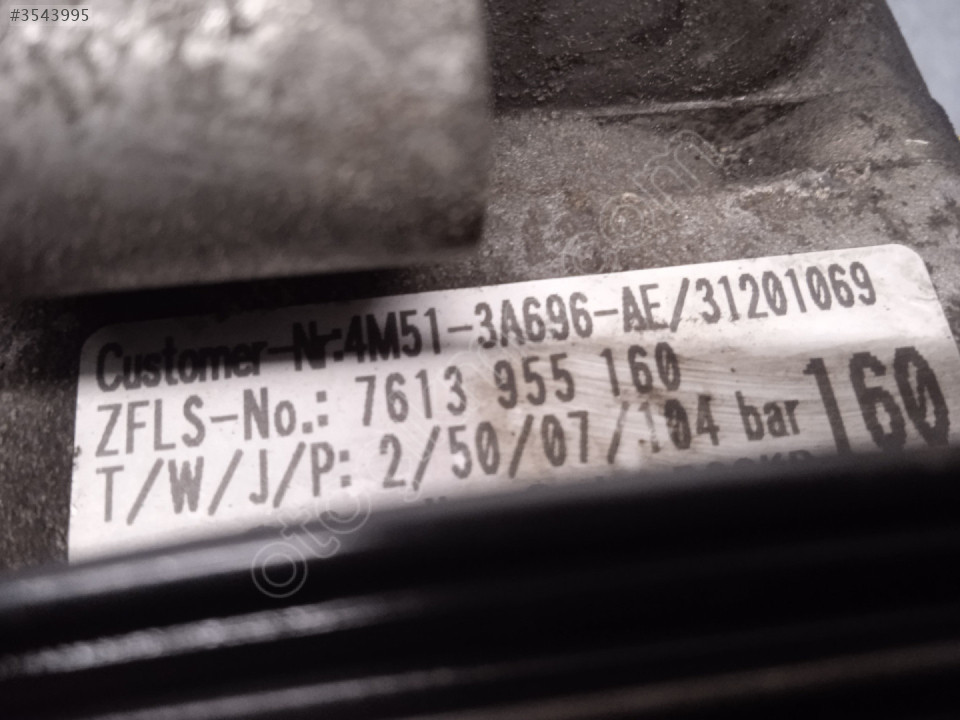 #3543995
Customer-Nr:4M51-3A696-AE/31201069
ZFLS-No.: 7613 955 160
T/W/J/P: 2/50/07/104 bar
160